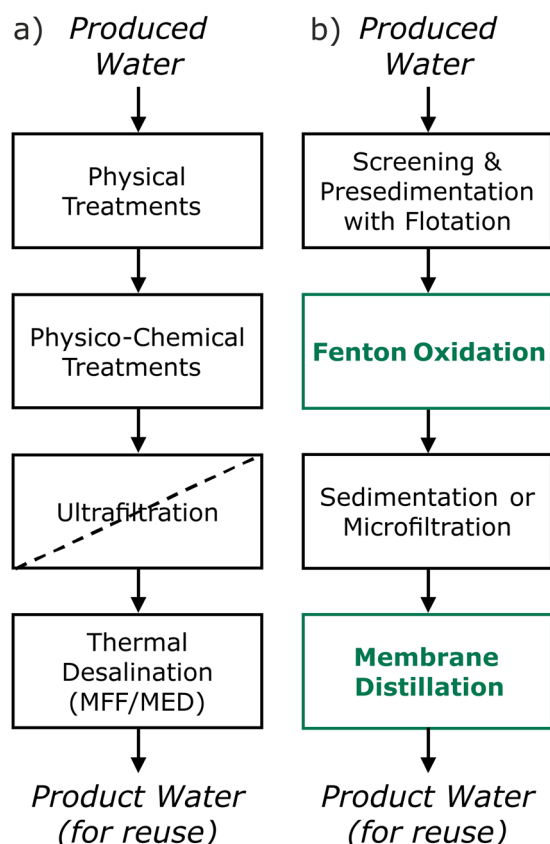 a) Produced
Water
Physical
Treatments
Physico-Chemical
Treatments
Ultrafiltration
Thermal
Desalination
(MFF/MED)
Product Water
(for reuse)
b) Produced
Water
Screening &
Presedimentation
with Flotation
Fenton Oxidation
Sedimentation or
Microfiltration
Membrane
Distillation
Product Water
(for reuse)